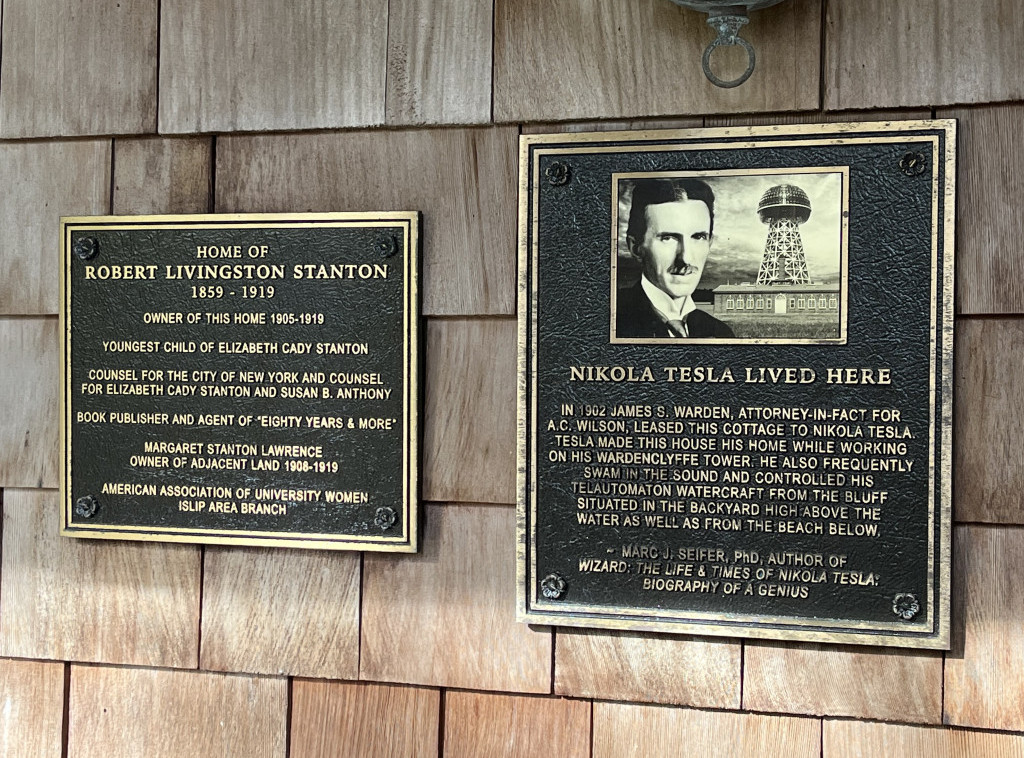 HOME OF
ROBERT LIVINGSTON STANTON
1859 - 1919
OWNER OF THIS HOME 1905-1919
YOUNGEST CHILD OF ELIZABETH CADY STANTON
COUNSEL FOR THE CITY OF NEW YORK AND COUNSEL
FOR ELIZABETH CADY STANTON AND SUSAN B. ANTHONY
BOOK PUBLISHER AND AGENT OF "EIGHTY YEARS & MORE"
MARGARET STANTON LAWRENCE
OWNER OF ADJACENT LAND 1908-1919
AMERICAN ASSOCIATION OF UNIVERSITY WOMEN
ISLIP AREA BRANCH
NIKOLA TESLA LIVED HERE
IN 1902 JAMES S. WARDEN, ATTORNEY-IN-FACT FOR
A.C. WILSON, LEASED THIS COTTAGE TO NIKOLA TESLA.
TESLA MADE THIS HOUSE HIS HOME WHILE WORKING
ON HIS WARDENCLYFFE TOWER. HE ALSO FREQUENTLY
SWAM IN THE SOUND AND CONTROLLED HIS
TELAUTOMATON WATERCRAFT FROM THE BLUFF
SITUATED IN THE BACKYARD HIGH ABOVE THE
WATER AS WELL AS FROM THE BEACH BELOW.
~ MARC J. SEIFER, PhD, AUTHOR OF
WIZARD: THE LIFE & TIMES OF NIKOLA TESLA:
BIOGRAPHY OF A GENIUS